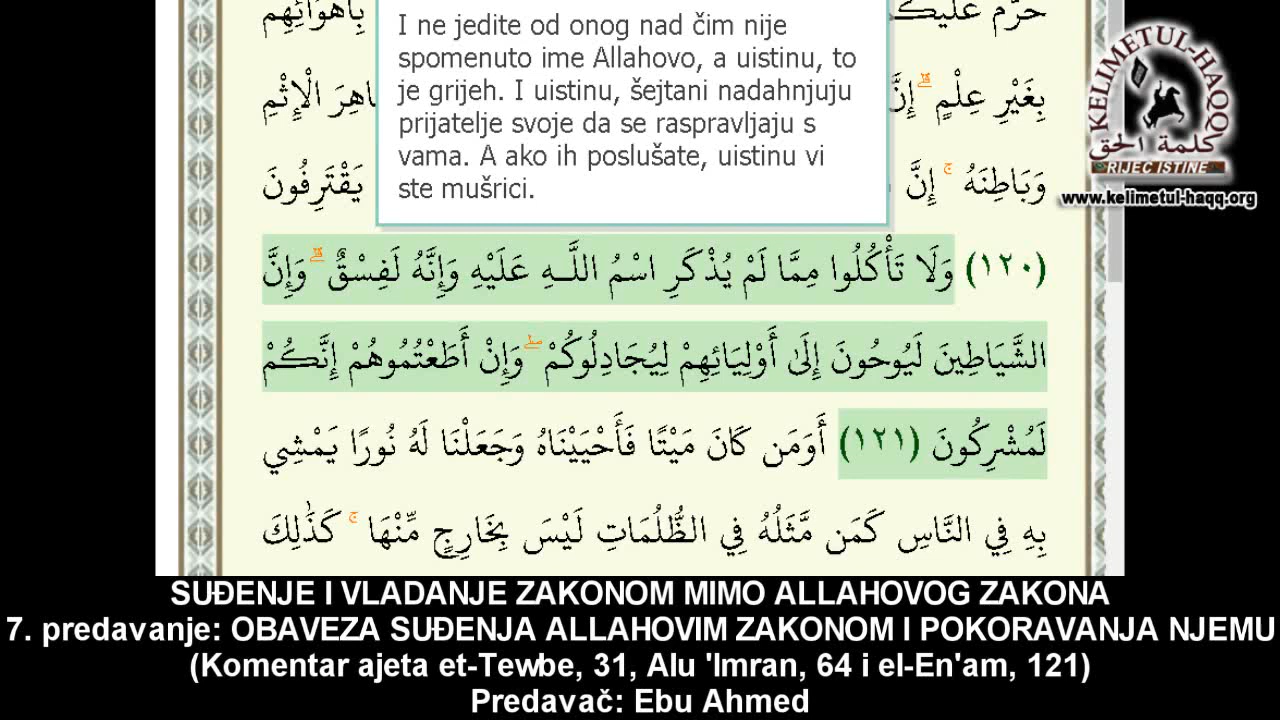 حَرَّمَ عَلَيْكُمْ
بِأَهْوَائِهِم
I ne jedite od onog nad čim nije
spomenuto ime Allahovo, a uistinu, to
je grijeh. I uistinu, šejtani nadahnjuju
prijatelje svoje da se raspravljaju s
vama. A ako ih poslušate, uistinu vi
ste mušrici.
بِغَيْرِ عِلْمٍ ۗ إِنَّ
الْإِثْمِ
وَبَاطِنَهُ ۚ إِنَّ
يَقْتَرِفُونَ
(١٢٠) وَلَا تَأْكُلُوا مِمَّا لَمْ يُذْكَرِ اسْمُ اللَّـهِ عَلَيْهِ وَإِنَّهُ لَفِسْقٌ ۗ وَإِنَّ
الشَّيَاطِينَ لَيُوحُونَ إِلَىٰ أَوْلِيَائِهِمْ لِيُجَادِلُوكُمْ ۖ وَإِنْ أَطَعْتُمُوهُمْ إِنَّكُمْ
لَمُشْرِكُونَ (١٢١) أَوَمَن كَانَ مَيْتًا فَأَحْيَيْنَاهُ وَجَعَلْنَا لَهُ نُورًا يَمْشِي
بِهِ فِي النَّاسِ كَمَن مَّثَلُهُ فِي الظُّلُمَاتِ لَيْسَ بِخَارِجٍ مِّنْهَا ۚ كَذَٰلِكَ
KELIMETUL-HAQQ
كلمة الحق
RIJEC ISTINE
www.kelimetul-haqq.org
SUĐENJE I VLADANJE ZAKONOM MIMO ALLAHOVOG ZAKONA
7. predavanje: OBAVEZA SUĐENJA ALLAHOVIM ZAKONOM I POKORAVANJA NJEMU
(Komentar ajeta et-Tewbe, 31, Alu 'Imran, 64 i el-En'am, 121)
Predavač: Ebu Ahmed